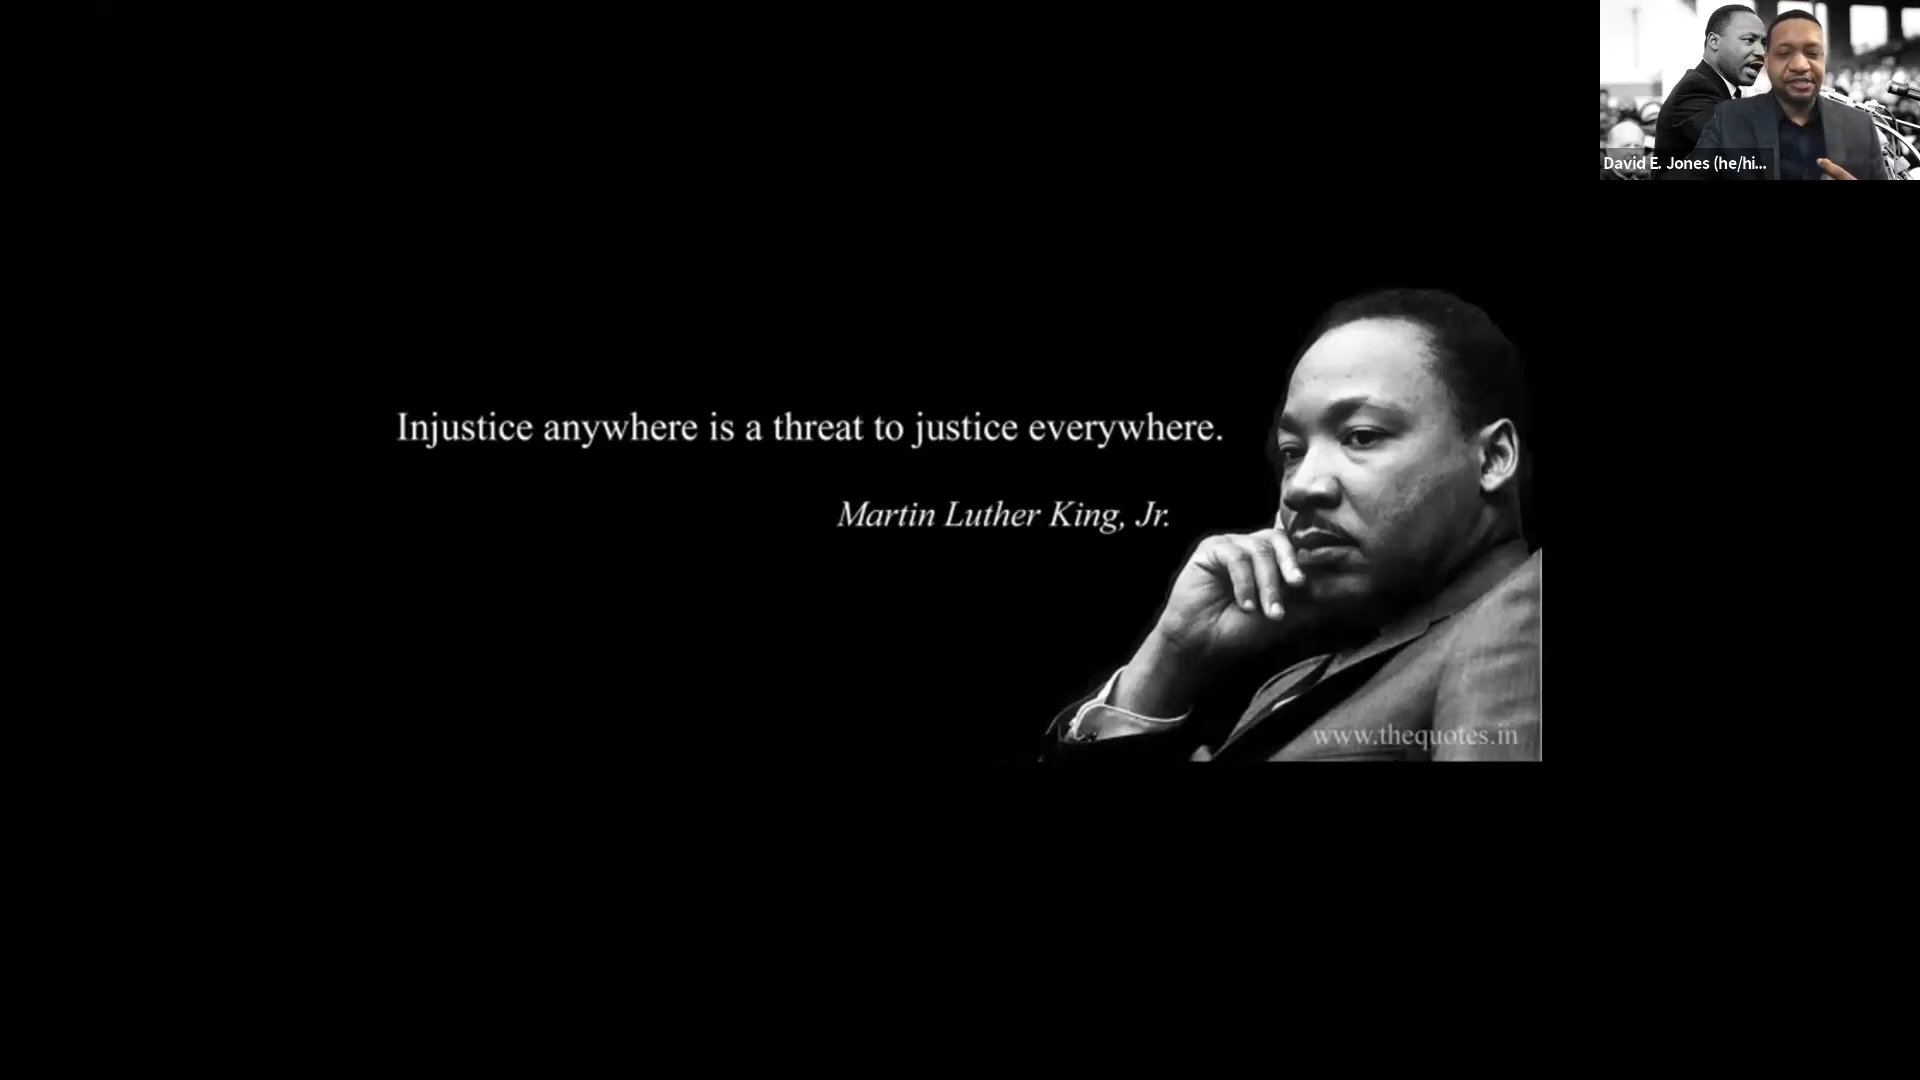 David E. Jones (he/hi...
Injustice anywhere is a threat to justice everywhere.
Martin Luther King, Jr.
www.thequotes.in